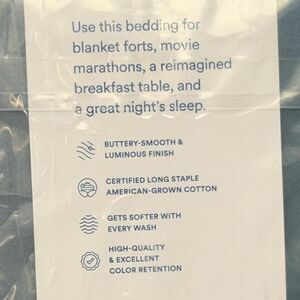 Use this bedding for
blanket forts, movie
marathons, a reimagined
breakfast table, and
a great night's sleep.
BUTTERY-SMOOTH &
LUMINOUS FINISH
CERTIFIED LONG STAPLE
AMERICAN-GROWN COTTON
GETS SOFTER WITH
EVERY WASH
HIGH-QUALITY
& EXCELLENT
COLOR RETENTION